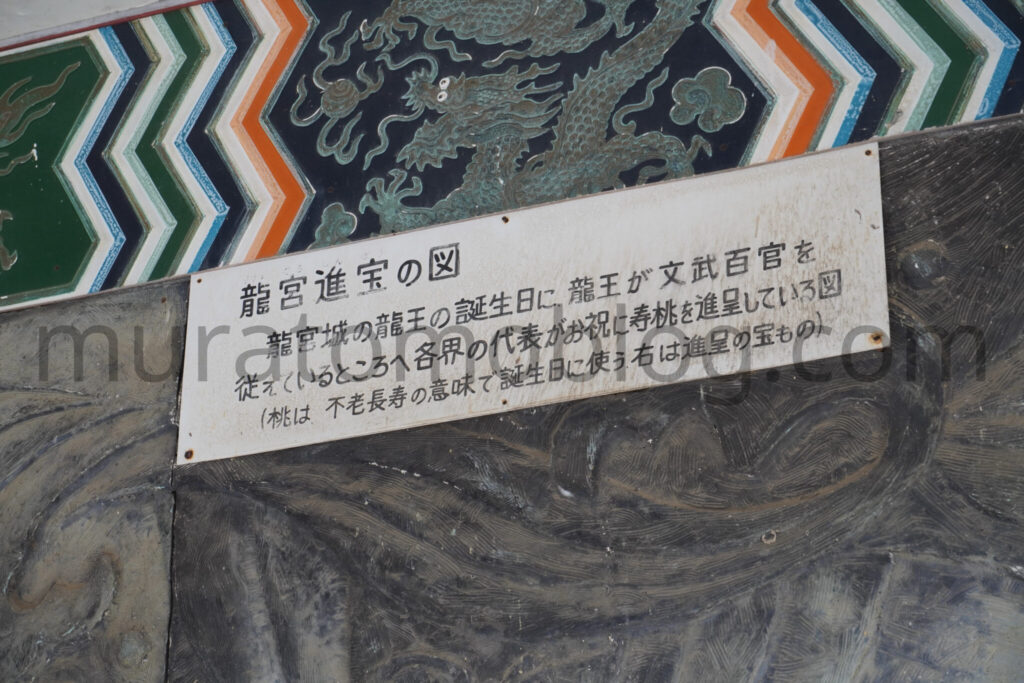 龍宮進宝の図
龍宮城の龍王の誕生日に、龍王が文武百官を
従えているところへ各界の代表がお祝に寿桃を進呈している図
(桃は 不老長寿の意味で誕生日に使う 右は進呈の宝もの)
muratom-blog.com